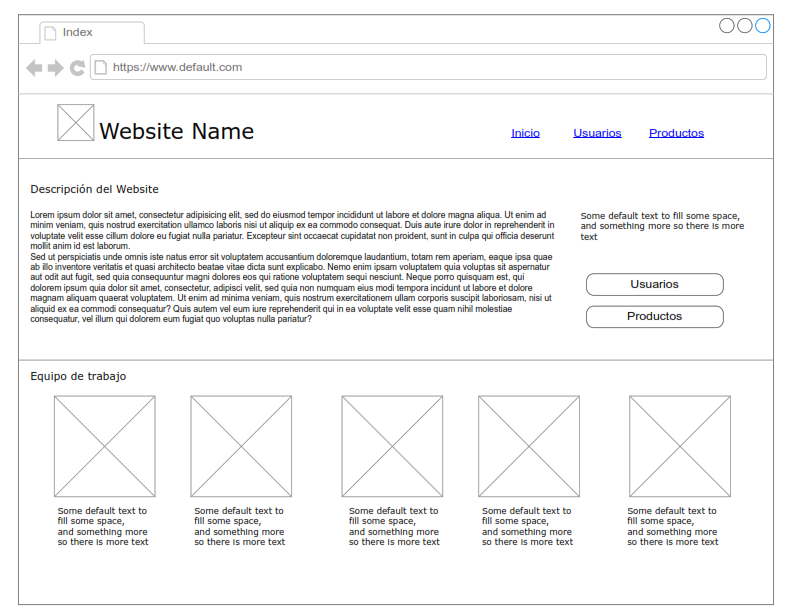 Index
https://www.default.com
Website Name
Inicio
Usuarios
Productos
Descripción del Website
Lorem ipsum dolor sit amet, consectetur adipisicing elit, sed do eiusmod tempor incididunt ut labore et dolore magna aliqua. Ut enim ad
minim veniam, quis nostrud exercitation ullamco laboris nisi ut aliquip ex ea commodo consequat. Duis aute irure dolor in reprehenderit in
voluptate velit esse cillum dolore eu fugiat nulla pariatur. Excepteur sint occaecat cupidatat non proident, sunt in culpa qui officia deserunt
mollit anim id est laborum.
Sed ut perspiciatis unde omnis iste natus error sit voluptatem accusantium doloremque laudantium, totam rem aperiam, eaque ipsa quae
ab illo inventore veritatis et quasi architecto beatae vitae dicta sunt explicabo. Nemo enim ipsam voluptatem quia voluptas sit aspernatur
aut odit aut fugit, sed quia consequuntur magni dolores eos qui ratione voluptatem sequi nesciunt. Neque porro quisquam est, qui
dolorem ipsum quia dolor sit amet, consectetur, adipisci velit, sed quia non numquam eius modi tempora incidunt ut labore et dolore
magnam aliquam quaerat voluptatem. Ut enim ad minima veniam, quis nostrum exercitationem ullam corporis suscipit laboriosam, nisi ut
aliquid ex ea commodi consequatur? Quis autem vel eum iure reprehenderit qui in ea voluptate velit esse quam nihil molestiae
consequatur, vel illum qui dolorem eum fugiat quo voluptas nulla pariatur?
Some default text to fill some space,
and something more so there is more
text
Usuarios
Productos
Equipo de trabajo
Some default text to
fill some space,
and something more
so there is more text
Some default text to
fill some space,
and something more
so there is more text
Some default text to
fill some space,
and something more
so there is more text
Some default text to
fill some space,
and something more
so there is more text
Some default text to
fill some space,
and something more
so there is more text